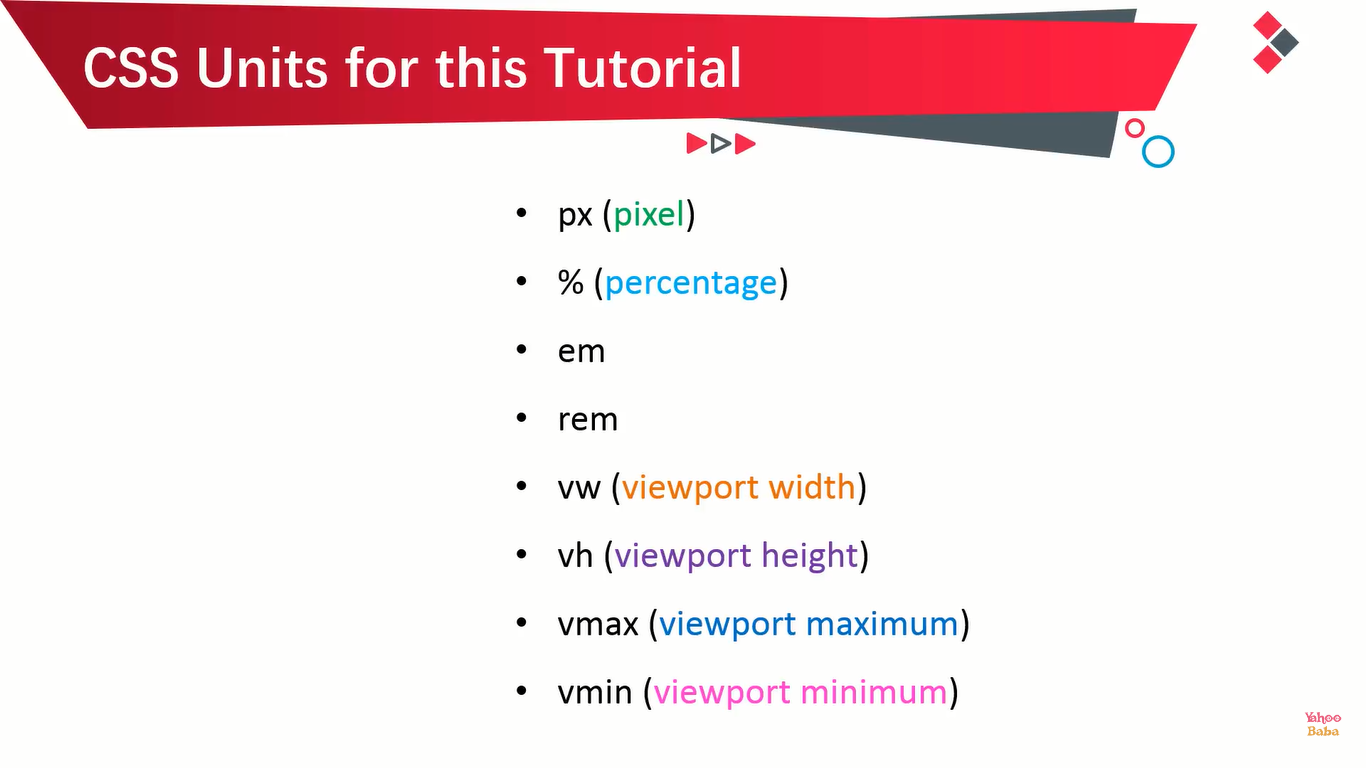 CSS Units for this Tutorial
• px (pixel)
• % (percentage)
• em
• rem
• vw (viewport width)
• vh (viewport height)
• vmax (viewport maximum)
• vmin (viewport minimum)
Yahoo
Baba